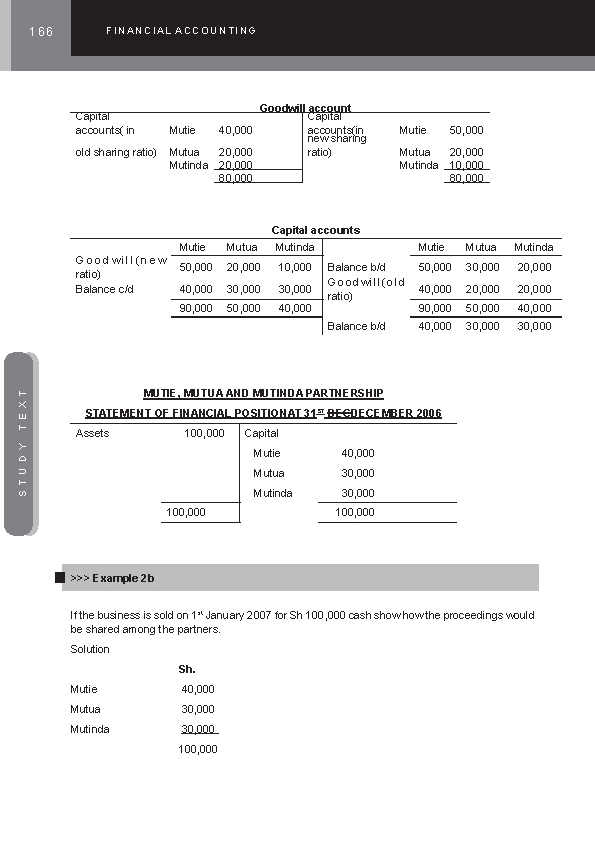 166
FINANCIAL ACCOUNTING
Goodwill account
Capital Capital
accounts( in Mutie 40,000 accounts(in Mutie 50,000
new sharing
old sharing ratio) Mutua 20,000 ratio) Mutua 20,000
Mutinda 20,000 Mutinda 10,000
80,000 80,000
Capital accounts
Mutie Mutua Mutinda Mutie Mutua Mutinda
Goodwill(new
ratio) 50,000 20,000 10,000 Balance b/d 50,000 30,000 20,000
Goodwill(old
Balance c/d 40,000 30,000 30,000 ratio) 40,000 20,000 20,000
90,000 50,000 40,000 90,000 50,000 40,000
Balance b/d 40,000 30,000 30,000
MUTIE, MUTUA AND MUTINDA PARTNERSHIP
STATEMENT OF FINANCIAL POSITIONAT 31ST DECDECEMBER 2006
Assets 100,000 Capital
Mutie 40,000
Mutua 30,000
Mutinda 30,000
100,000 100,000
STUDY TEXT
>>> Example 2b
If the business is sold on 1st January 2007 for Sh 100,000 cash show how the proceedings would
be shared among the partners.
Solution
Sh.
Mutie 40,000
Mutua 30,000
Mutinda 30,000
100,000